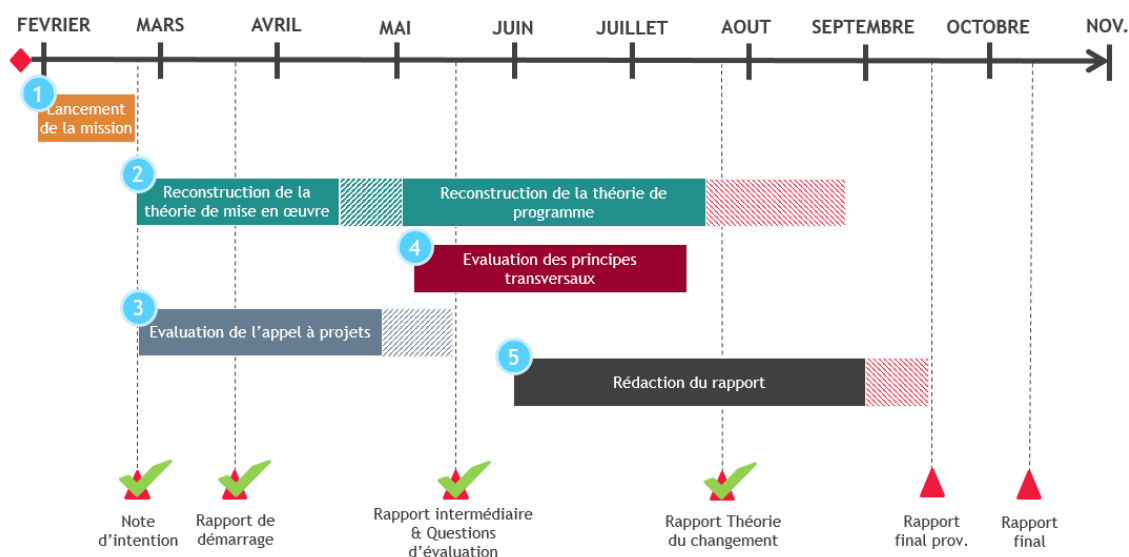 FEVRIER MARS AVRIL MAI JUIN JUILLET AOUT SEPTEMBRE OCTOBRE NOV.
1
Lancement
de la mission
2
Reconstruction de la
théorie de mise en œuvre
Reconstruction de la théorie de
programme
4
Evaluation des principes
transversaux
3
Evaluation de l’appel à projets
5
Rédaction du rapport
Note
d’intention
Rapport de
démarrage
Rapport intermédiaire
& Questions
d’évaluation
Rapport Théorie
du changement
Rapport
final prov.
Rapport
final